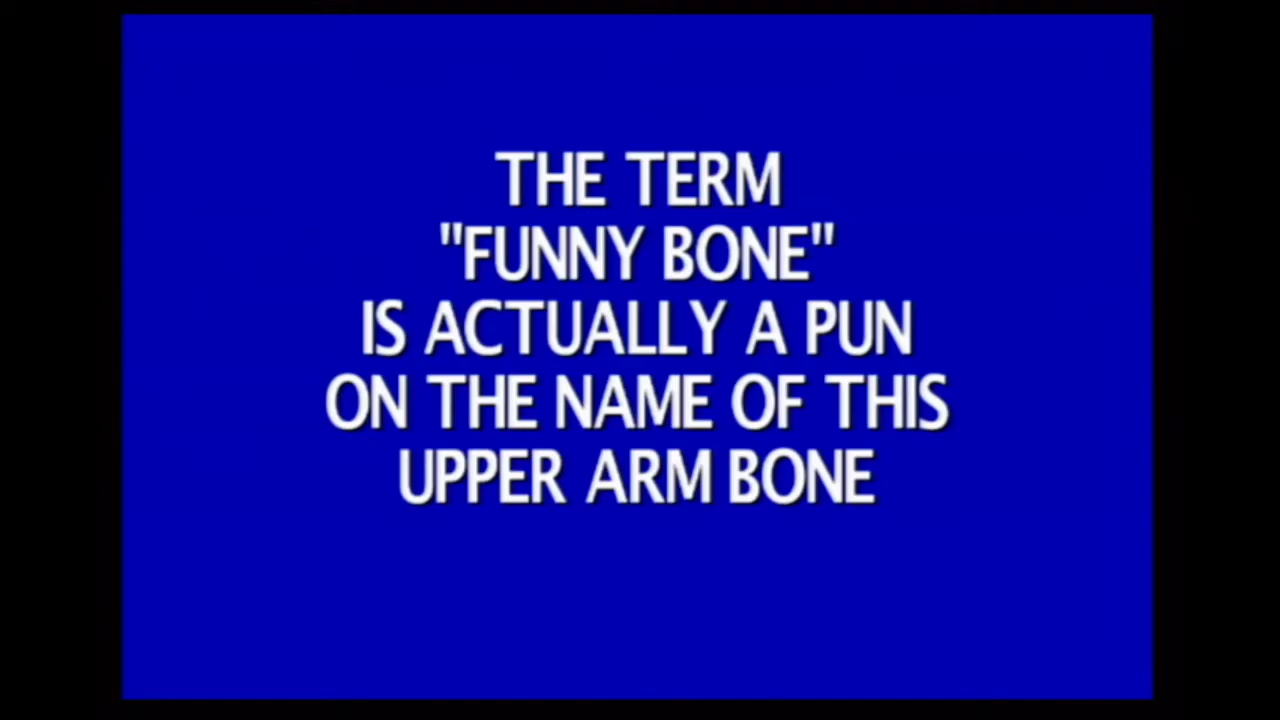 THE TERM
"FUNNY BONE"
IS ACTUALLY A PUN
ON THE NAME OF THIS
UPPER ARM BONE